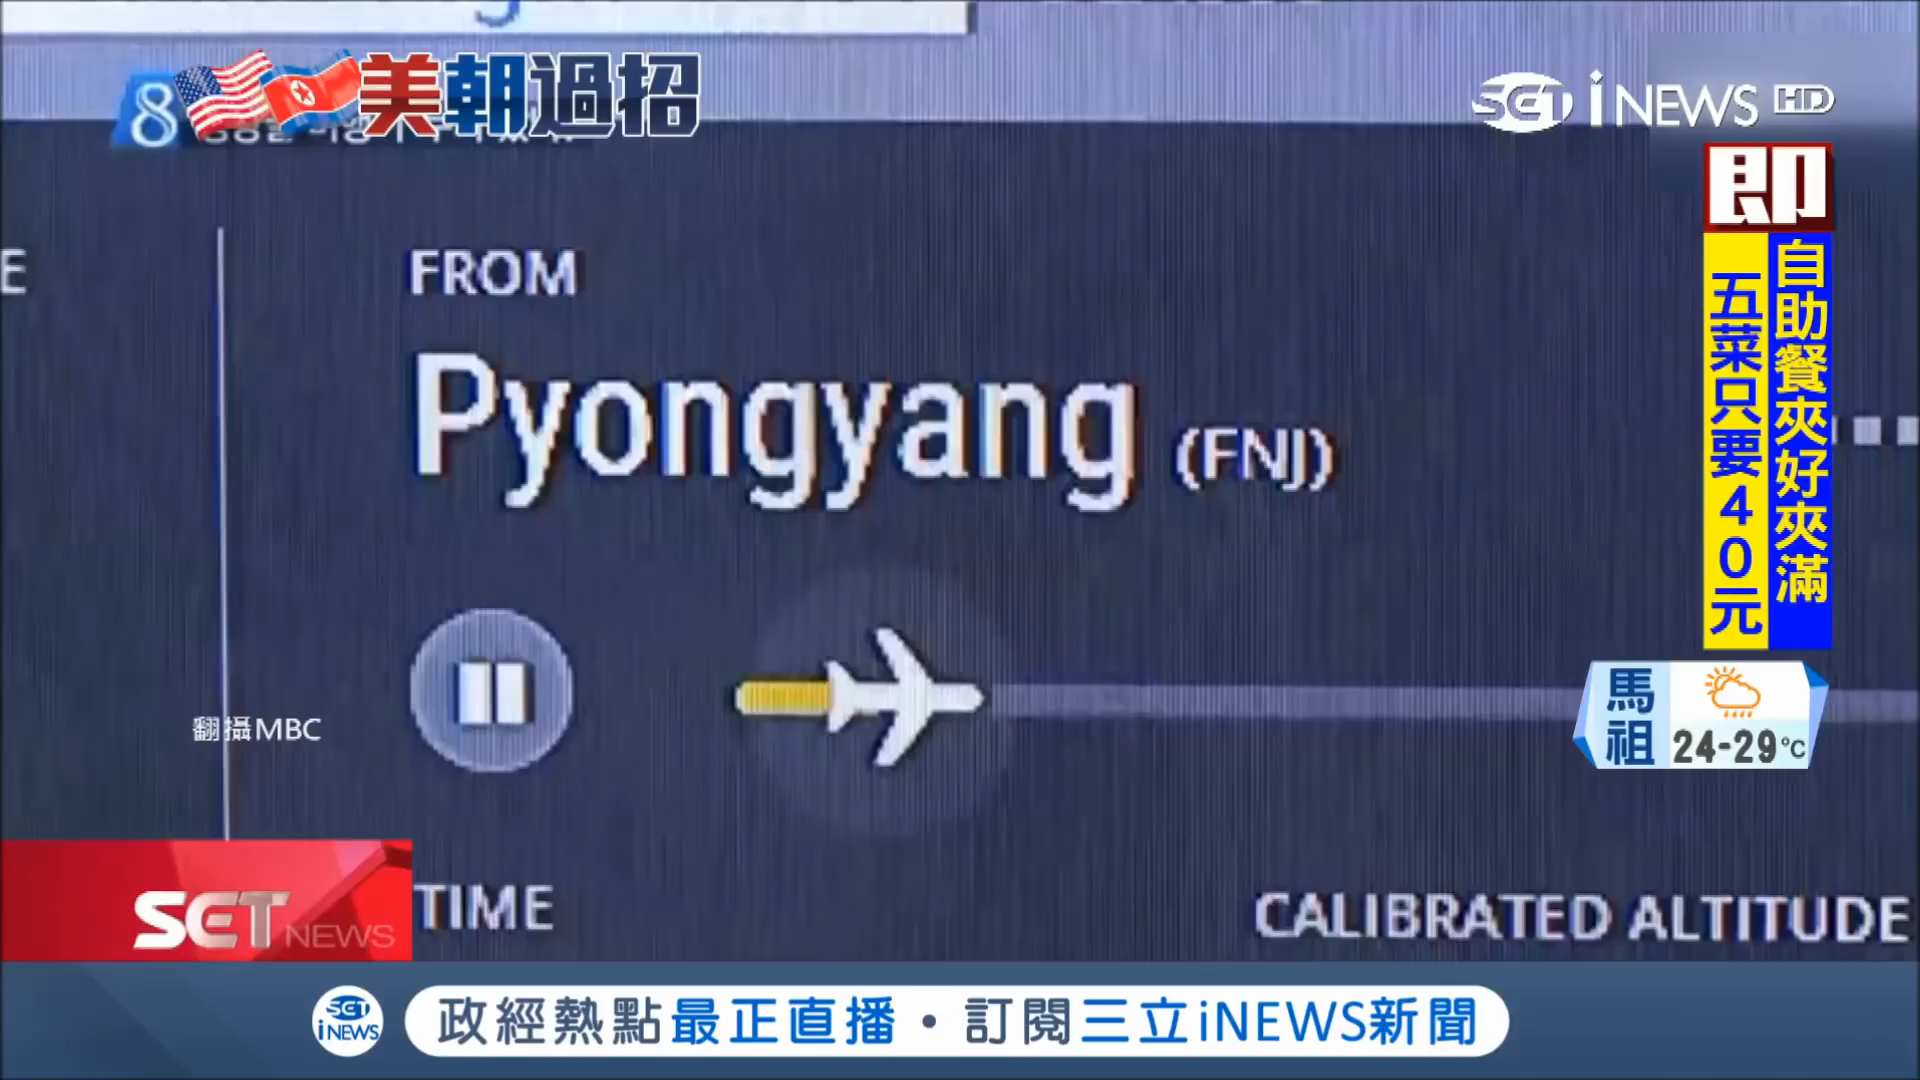 8
美朝過招
SET iNEWS HD
即
自助餐夾好夾滿
五菜只要40元
E
FROM
Pyongyang (FNJ)
翻攝MBC
馬祖
24-29°C
SET NEWS
TIME
CALIBRATED ALTITUDE
SET iNEWS
政經熱點最正直播・訂閱三立iNEWS新聞